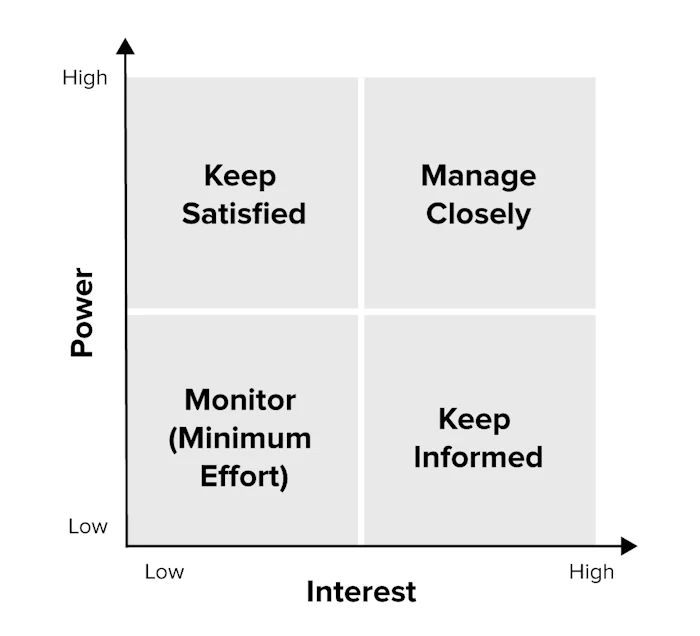 High
Keep
Satisfied
Manage
Closely
Power
Monitor
(Minimum
Effort)
Keep
Informed
Low
Low
High
Interest